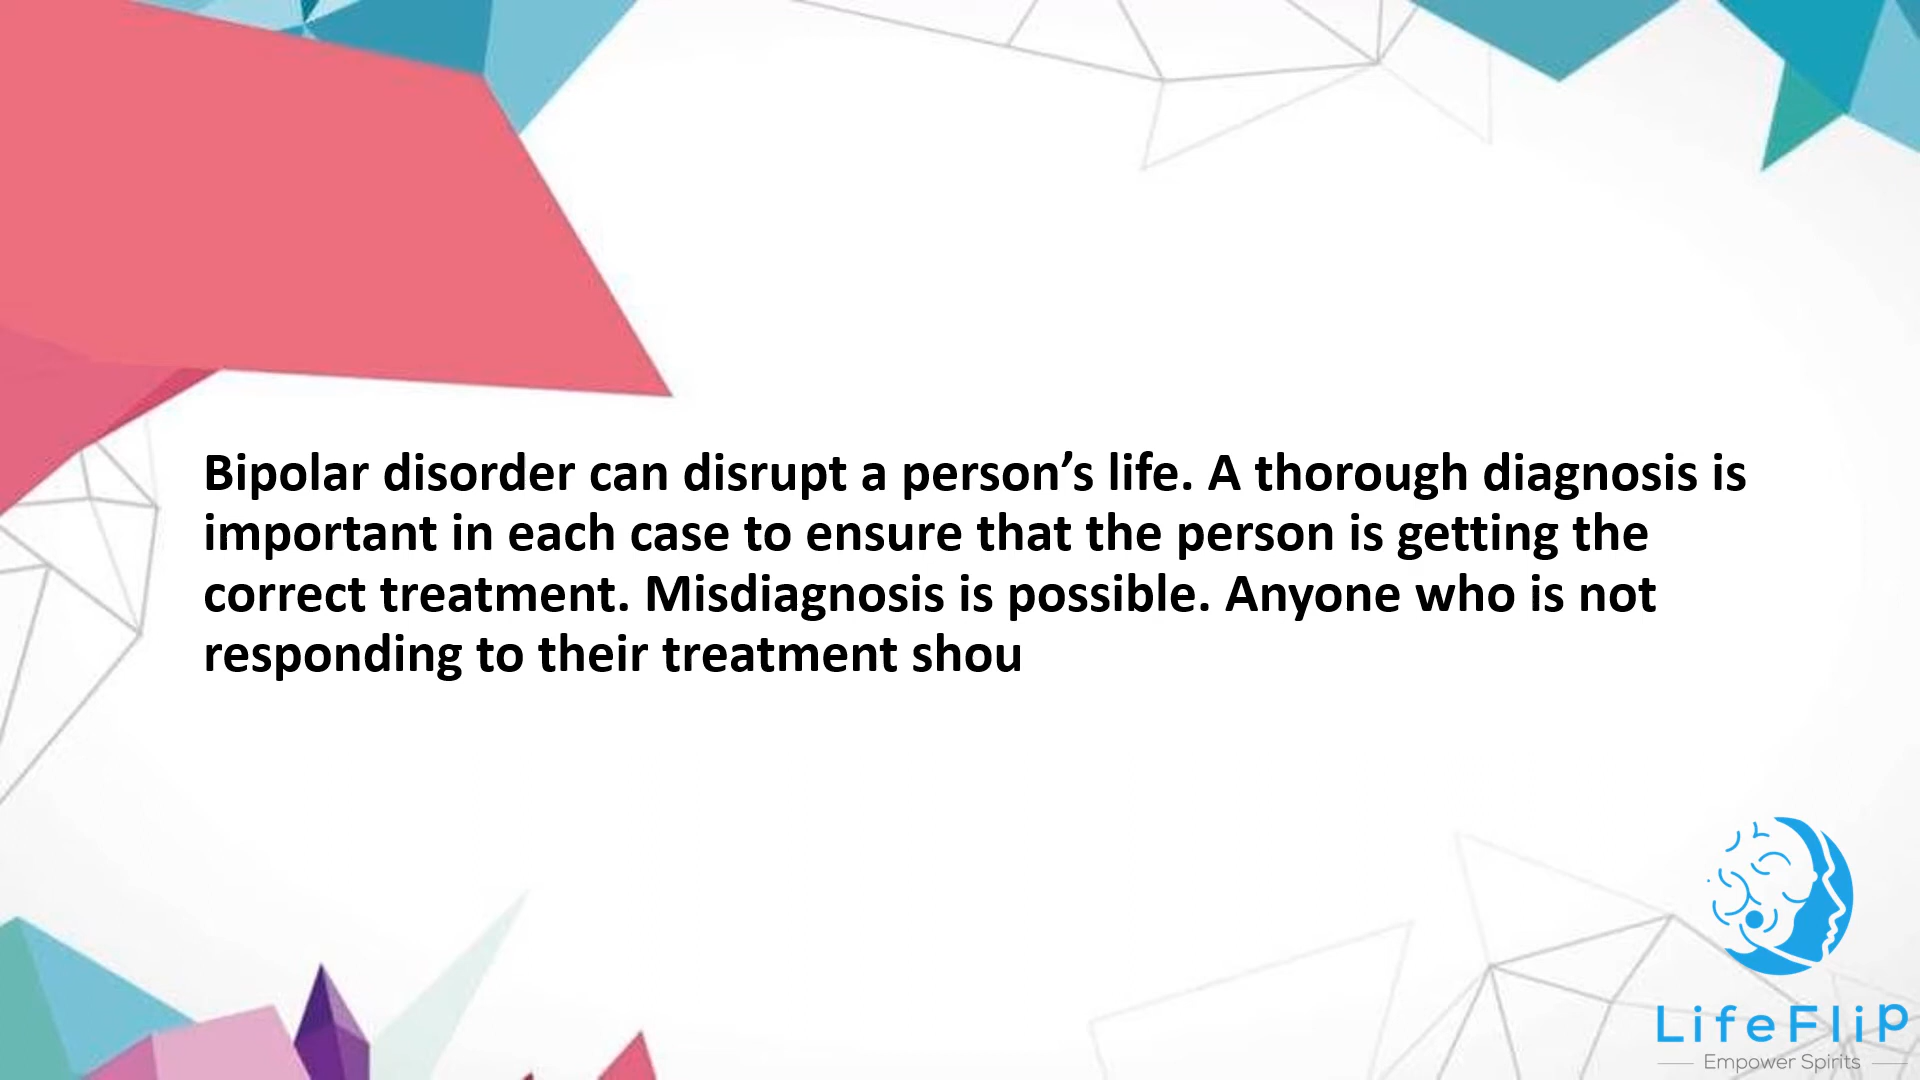 Bipolar disorder can disrupt a person’s life. A thorough diagnosis is
important in each case to ensure that the person is getting the
correct treatment. Misdiagnosis is possible. Anyone who is not
responding to their treatment shou
LifeFlip
Empower Spirits